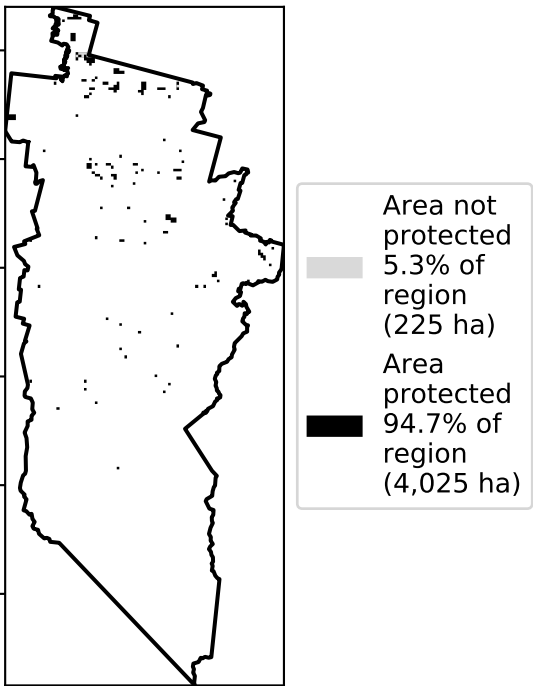 Area not
protected
5.3% of
region
(225 ha)
Area
protected
94.7% of
region
(4,025 ha)